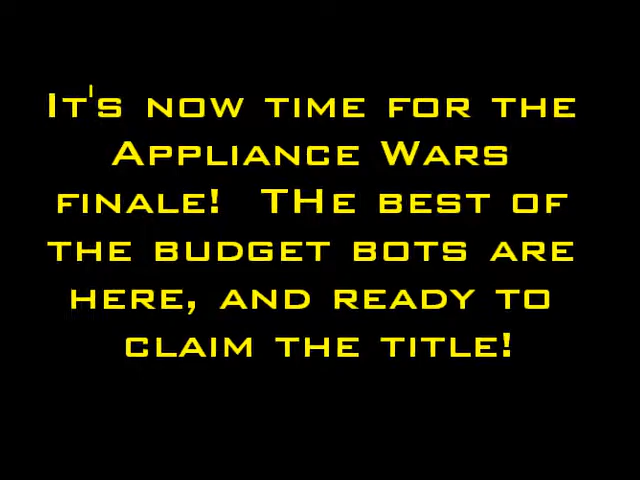 It's now time for the
Appliance Wars
finale!  THe best of
the budget bots are
here, and ready to
claim the title!